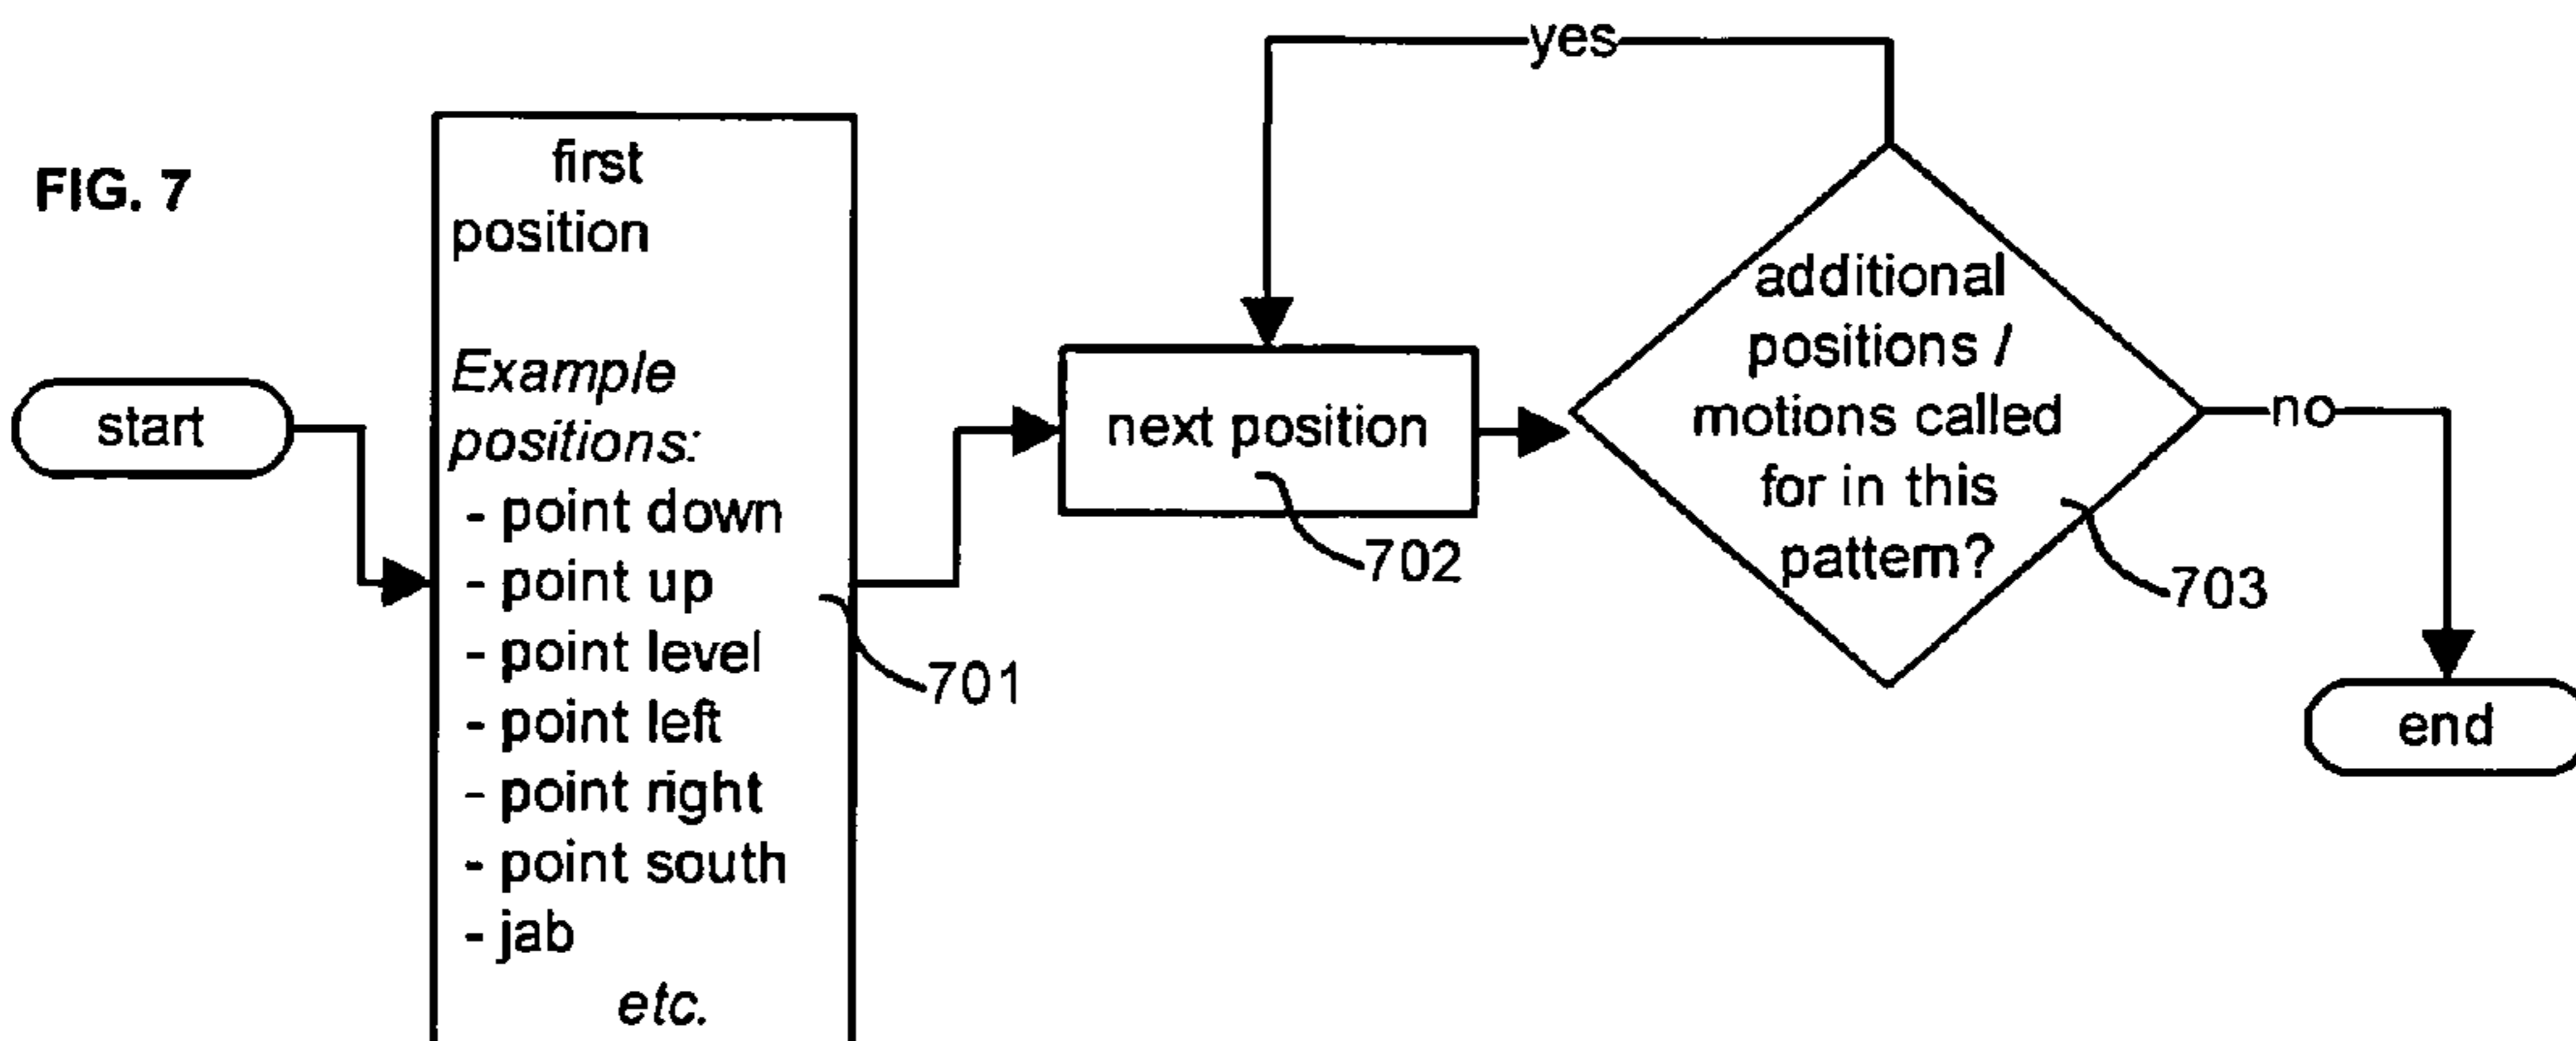 FIG. 7
start
first
position
Example
positions:
- point down
- point up
- point level
- point left
- point right
- point south
- jab
etc.
701
next position
702
yes
additional
positions /
motions called
for in this
pattern?
703
no
end